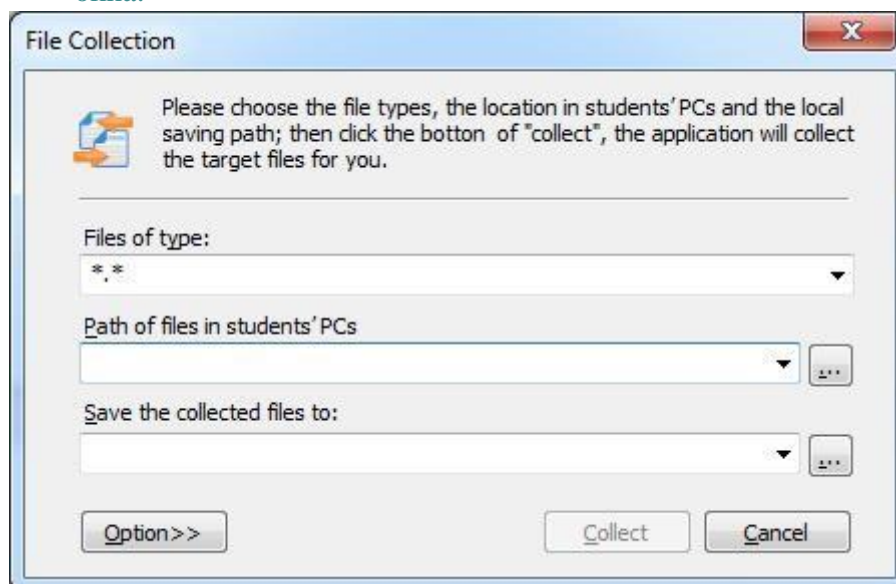 File Collection
Please choose the file types, the location in students' PCs and the local
saving path; then click the botton of "collect", the application will collect
the target files for you.
Files of type:
*.*
Path of files in students' PCs
...
Save the collected files to:
...
Option>>
Collect
Cancel